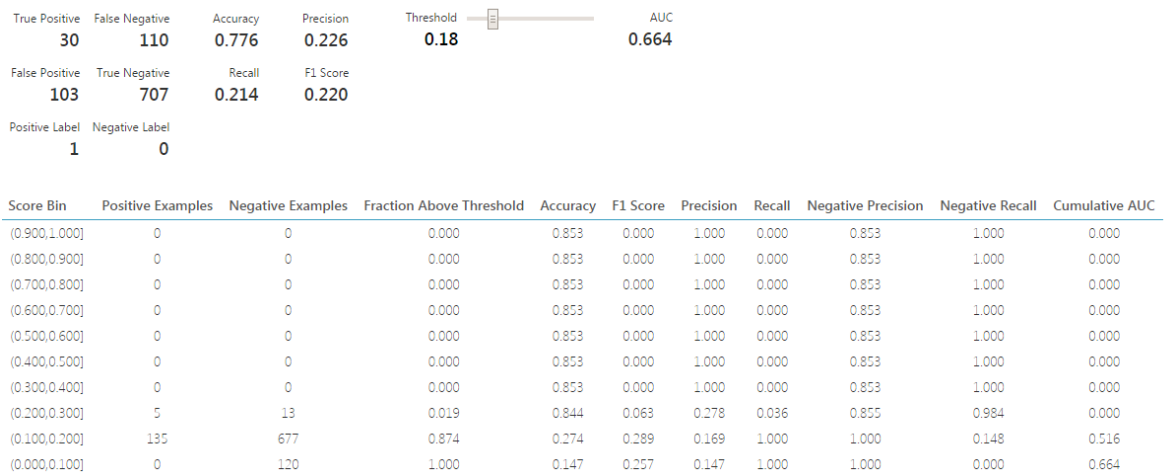 True Positive False Negative Accuracy Precision Threshold AUC
30 110 0.776 0.226 0.18 0.664
False Positive True Negative Recall F1 Score
103 707 0.214 0.220
Positive Label Negative Label
1 0
Score Bin Positive Examples Negative Examples Fraction Above Threshold Accuracy F1 Score Precision Recall Negative Precision Negative Recall Cumulative AUC
(0.900,1.000] 0 0 0.000 0.853 0.000 1.000 0.000 0.853 1.000 0.000
(0.800,0.900] 0 0 0.000 0.853 0.000 1.000 0.000 0.853 1.000 0.000
(0.700,0.800] 0 0 0.000 0.853 0.000 1.000 0.000 0.853 1.000 0.000
(0.600,0.700] 0 0 0.000 0.853 0.000 1.000 0.000 0.853 1.000 0.000
(0.500,0.600] 0 0 0.000 0.853 0.000 1.000 0.000 0.853 1.000 0.000
(0.400,0.500] 0 0 0.000 0.853 0.000 1.000 0.000 0.853 1.000 0.000
(0.300,0.400] 0 0 0.000 0.853 0.000 1.000 0.000 0.853 1.000 0.000
(0.200,0.300] 5 13 0.019 0.844 0.063 0.278 0.036 0.855 0.984 0.000
(0.100,0.200] 135 677 0.874 0.274 0.289 0.169 1.000 1.000 0.148 0.516
(0.000,0.100] 0 120 1.000 0.147 0.257 0.147 1.000 1.000 0.000 0.664